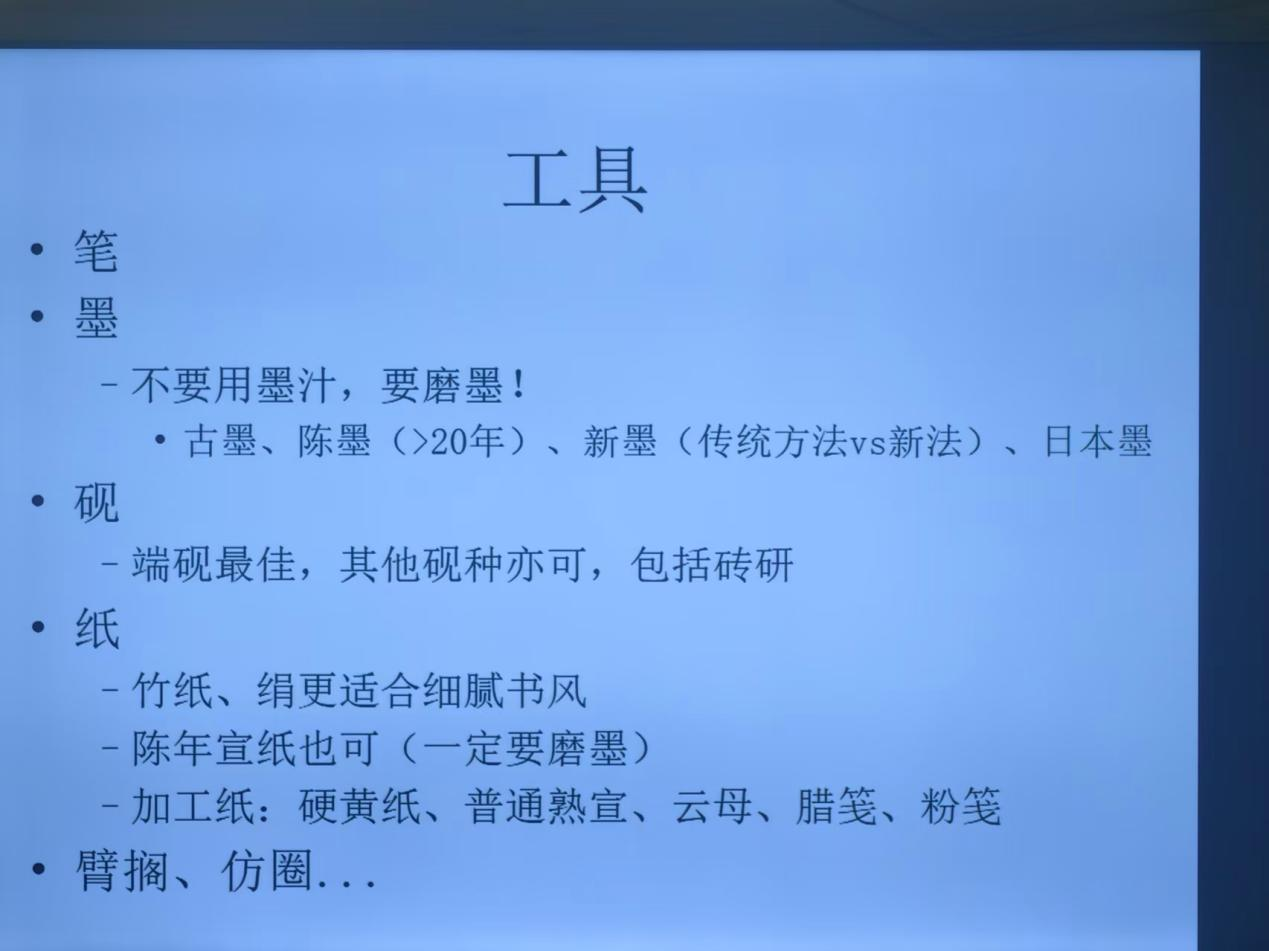 工具
• 笔
• 墨
– 不要用墨汁，要磨墨！
• 古墨、陈墨（>20年）、新墨（传统方法vs新法）、日本墨
• 砚
– 端砚最佳，其他砚种亦可，包括砖研
• 纸
– 竹纸、绢更适合细腻书风
– 陈年宣纸也可（一定要磨墨）
– 加工纸：硬黄纸、普通熟宣、云母、腊笺、粉笺
• 臂搁、仿圈...